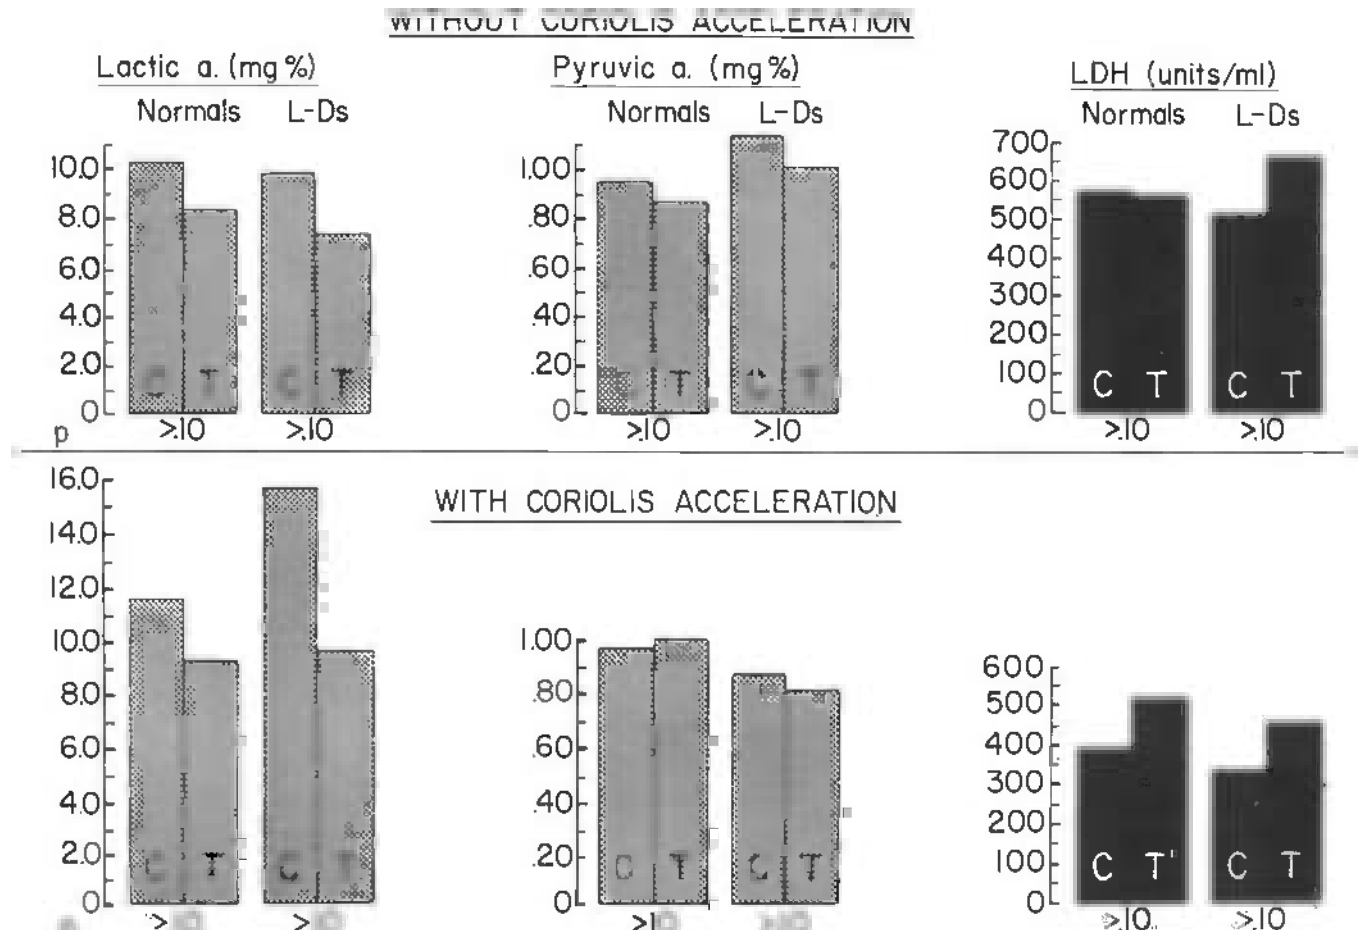 WITHOUT CORIOLIS ACCELERATION
Lactic a. (mg %) Pyruvic a. (mg %) LDH (units/ml)
Normals L-Ds Normals L-Ds Normals L-Ds
10.0 1.00 700
8.0 .80 600
6.0 .60 500
4.0 .40 400
2.0 .20 300
0 0 200
100
0
C T C T T C T C T C T
p >.10 >.10 >.10 >.10 >.10 >.10
WITH CORIOLIS ACCELERATION
16.0 1.00 600
14.0 .80 500
12.0 .60 400
10.0 .40 300
8.0 .20 200
6.0 0 100
4.0 0
2.0
0
C T C T C T C T C T C T
>.10 >.10